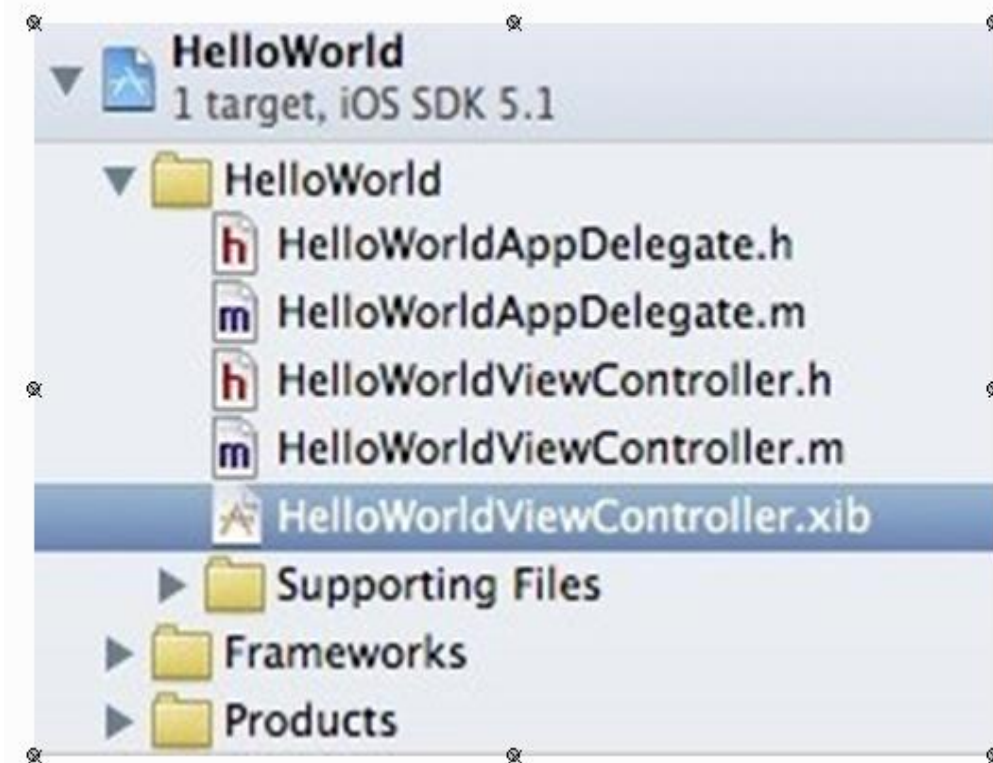 HelloWorld
1 target, iOS SDK 5.1
HelloWorld
h HelloWorldAppDelegate.h
m HelloWorldAppDelegate.m
h HelloWorldViewController.h
m HelloWorldViewController.m
HelloWorldViewController.xib
Supporting Files
Frameworks
Products